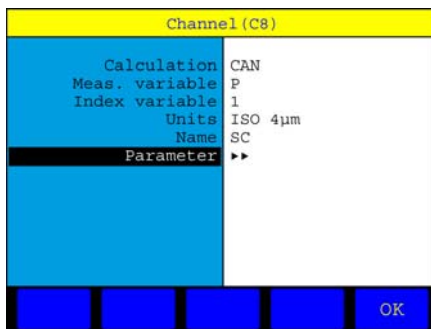 Channel(C8)
Calculation CAN
Meas. variable P
Index variable 1
Units ISO 4µm
Name SC
Parameter ►►
OK